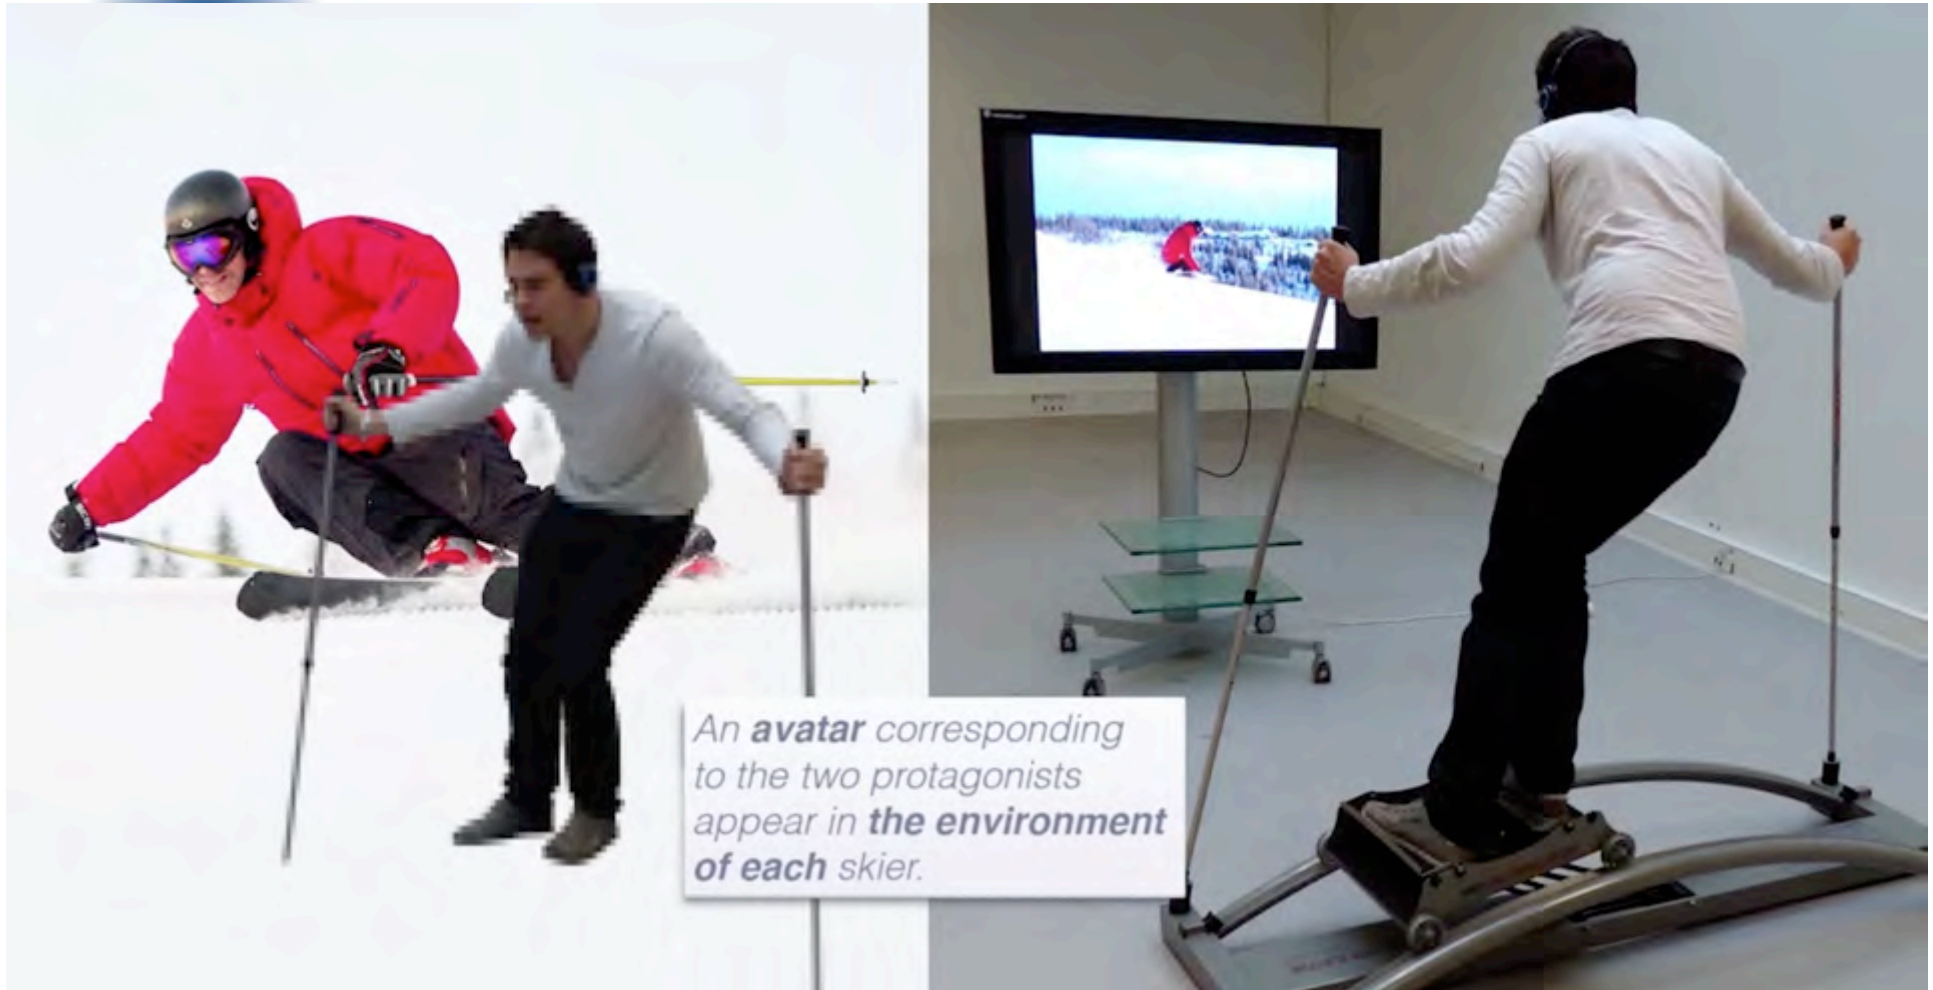 An avatar corresponding
to the two protagonists
appear in the environment
of each skier.